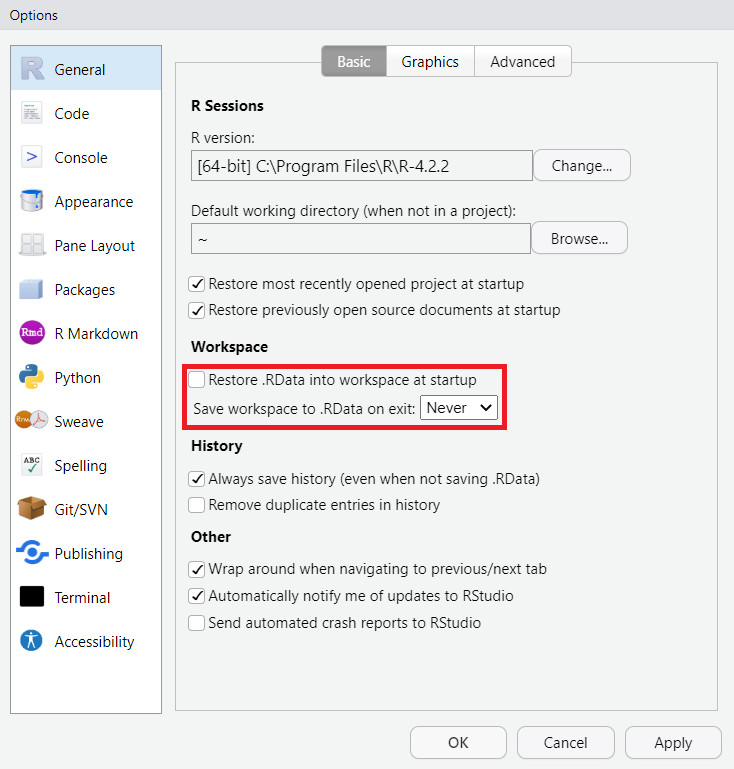 Options
General
Code
Console
Appearance
Pane Layout
Packages
R Markdown
Python
Sweave
Spelling
Git/SVN
Publishing
Terminal
Accessibility
Basic Graphics Advanced
R Sessions
R version:
[64-bit] C:\Program Files\R\R-4.2.2 Change...
Default working directory (when not in a project):
~ Browse...
Restore most recently opened project at startup
Restore previously open source documents at startup
Workspace
Restore .RData into workspace at startup
Save workspace to .RData on exit: Never
History
Always save history (even when not saving .RData)
Remove duplicate entries in history
Other
Wrap around when navigating to previous/next tab
Automatically notify me of updates to RStudio
Send automated crash reports to RStudio
OK Cancel Apply